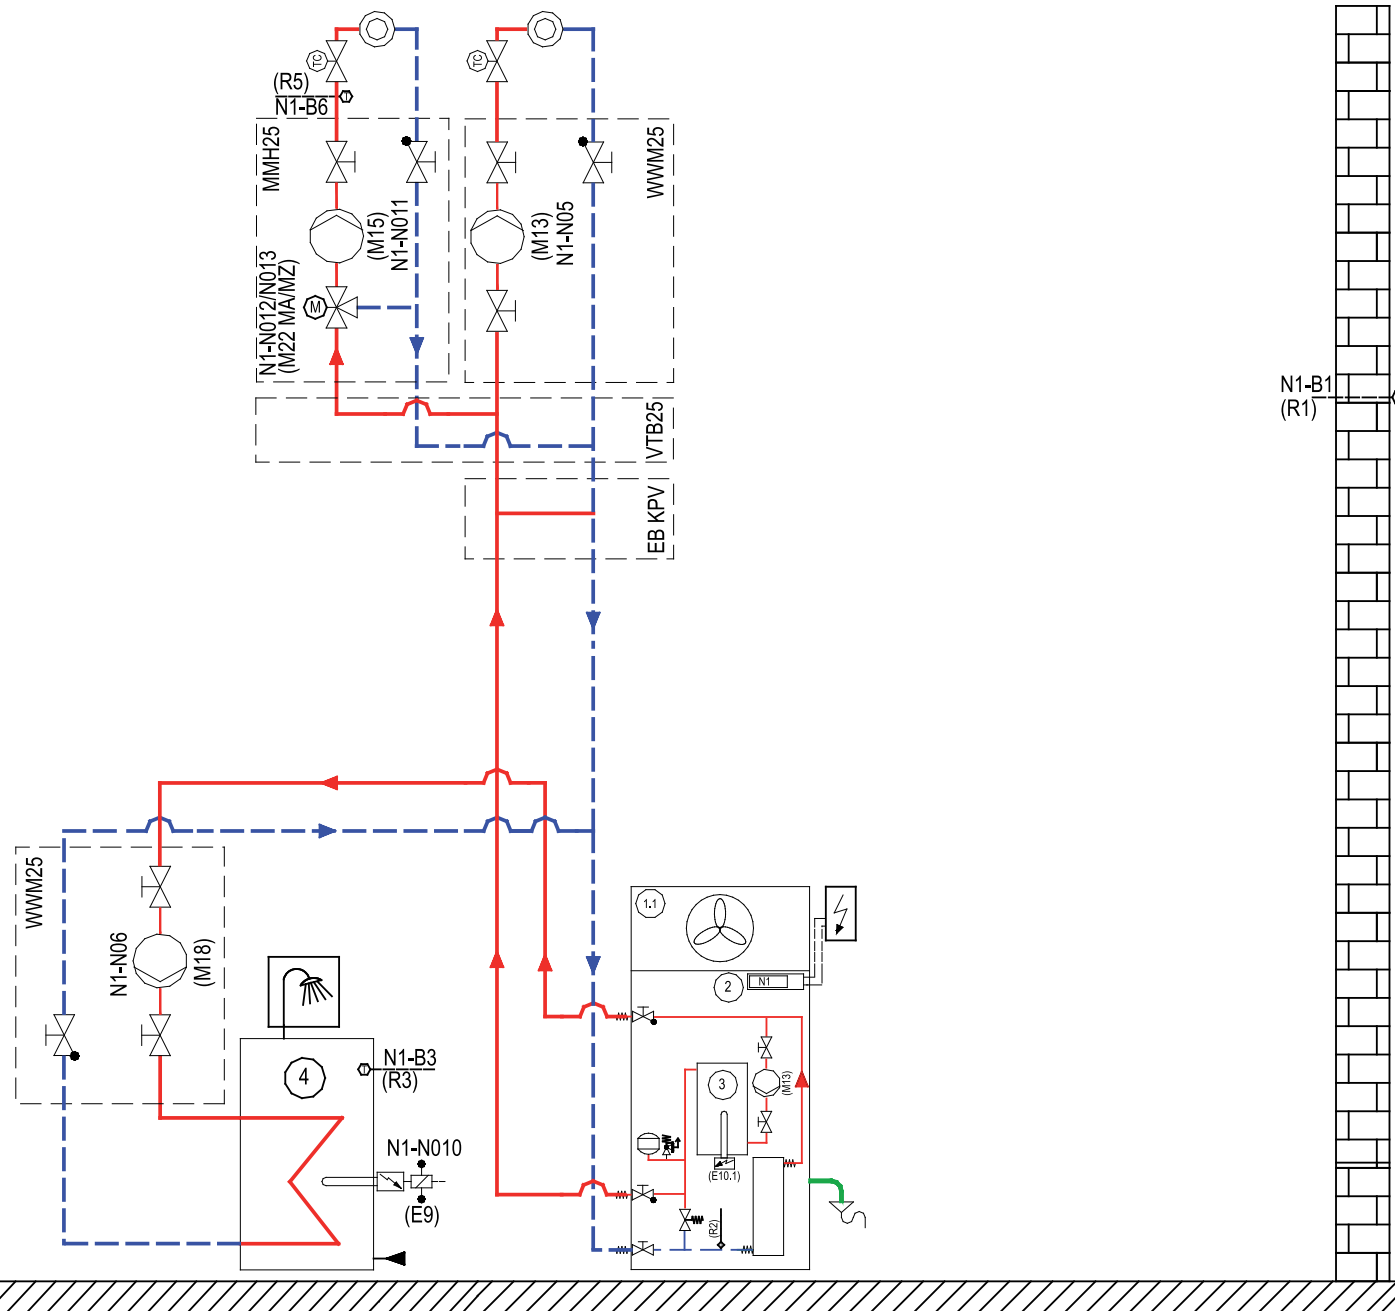 TC
TC
(R5)
N1-B6
MMH25
(M15)
N1-N011
N1-N012/N013
(M22 MA/MZ)
M
(M13)
N1-N05
WWM25
VTB25
EB KPV
N1-B1
(R1)
WWM25
N1-N06
(M18)
4
N1-B3
(R3)
N1-N010
(E9)
1.1
2
N1
3
(M13)
(E10.1)
(R2)